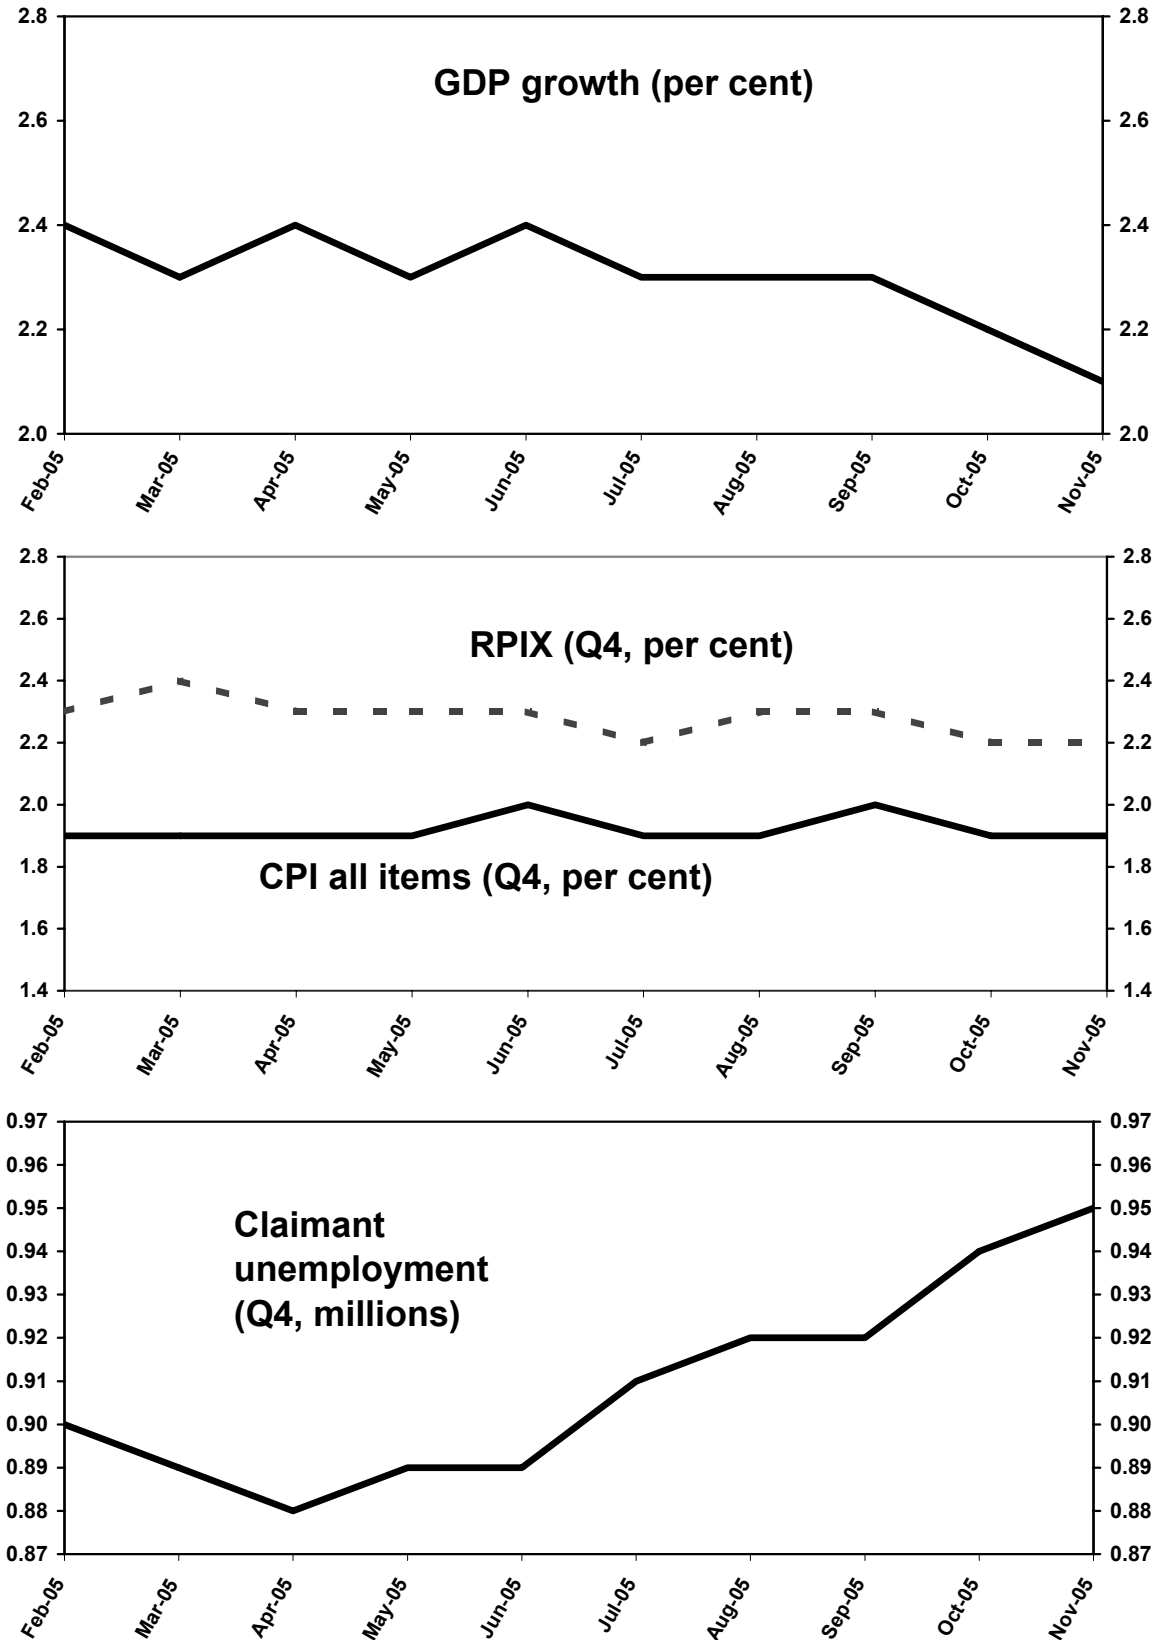 2.8 2.8
GDP growth (per cent)
2.6 2.6
2.4 2.4
2.2 2.2
2.0 2.0
Feb-05 Mar-05 Apr-05 May-05 Jun-05 Jul-05 Aug-05 Sep-05 Oct-05 Nov-05
2.8 2.8
2.6 2.6
RPIX (Q4, per cent)
2.4 2.4
2.2 2.2
2.0 2.0
1.8 1.8
CPI all items (Q4, per cent)
1.6 1.6
1.4 1.4
Feb-05 Mar-05 Apr-05 May-05 Jun-05 Jul-05 Aug-05 Sep-05 Oct-05 Nov-05
0.97 0.97
0.96 0.96
0.95 0.95
Claimant
0.94 0.94
unemployment
0.93 0.93
(Q4, millions)
0.92 0.92
0.91 0.91
0.90 0.90
0.89 0.89
0.88 0.88
0.87 0.87
Feb-05 Mar-05 Apr-05 May-05 Jun-05 Jul-05 Aug-05 Sep-05 Oct-05 Nov-05